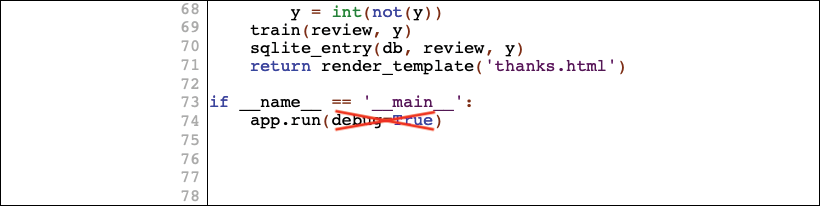 68 y = int(not(y))
69 train(review, y)
70 sqlite_entry(db, review, y)
71 return render_template('thanks.html')
72
73 if __name__ == '__main__':
74 app.run(debug=True)
75
76
77
78